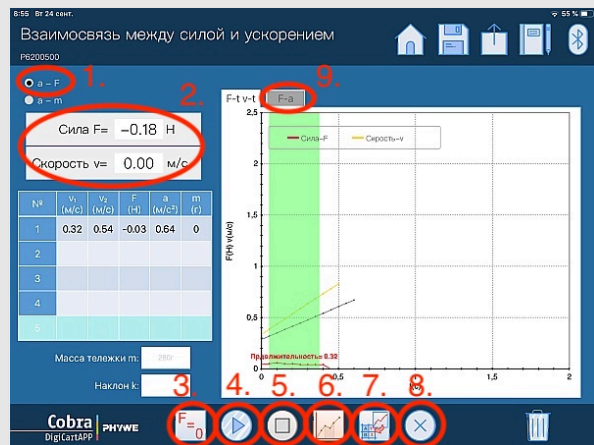 8:55 Вт 24 сент.
55 %
Взаимосвязь между силой и ускорением
P6200500
a – F
1.
a – m
2.
9.
Сила F= -0.18 Н
Скорость v= 0.00 м/с
F-t v-t
F-a
Сила-F
Скрость-v
№ v₁ (м/с) v₂ (м/с) F (Н) a (м/с²) m (г)
1 0.32 0.54 -0.03 0.64 0
2
3
4
5
Масса тележки m: 280г
Наклон k:
F(Н) v(м/с)
2,5
2
1,5
1
0,5
0
Продолжительность= 0.32
0 0,5 1 1,5 2
3 4. 5. 6. 7. 8.
F=0
Cobra DigiCartAPP
PHYWE